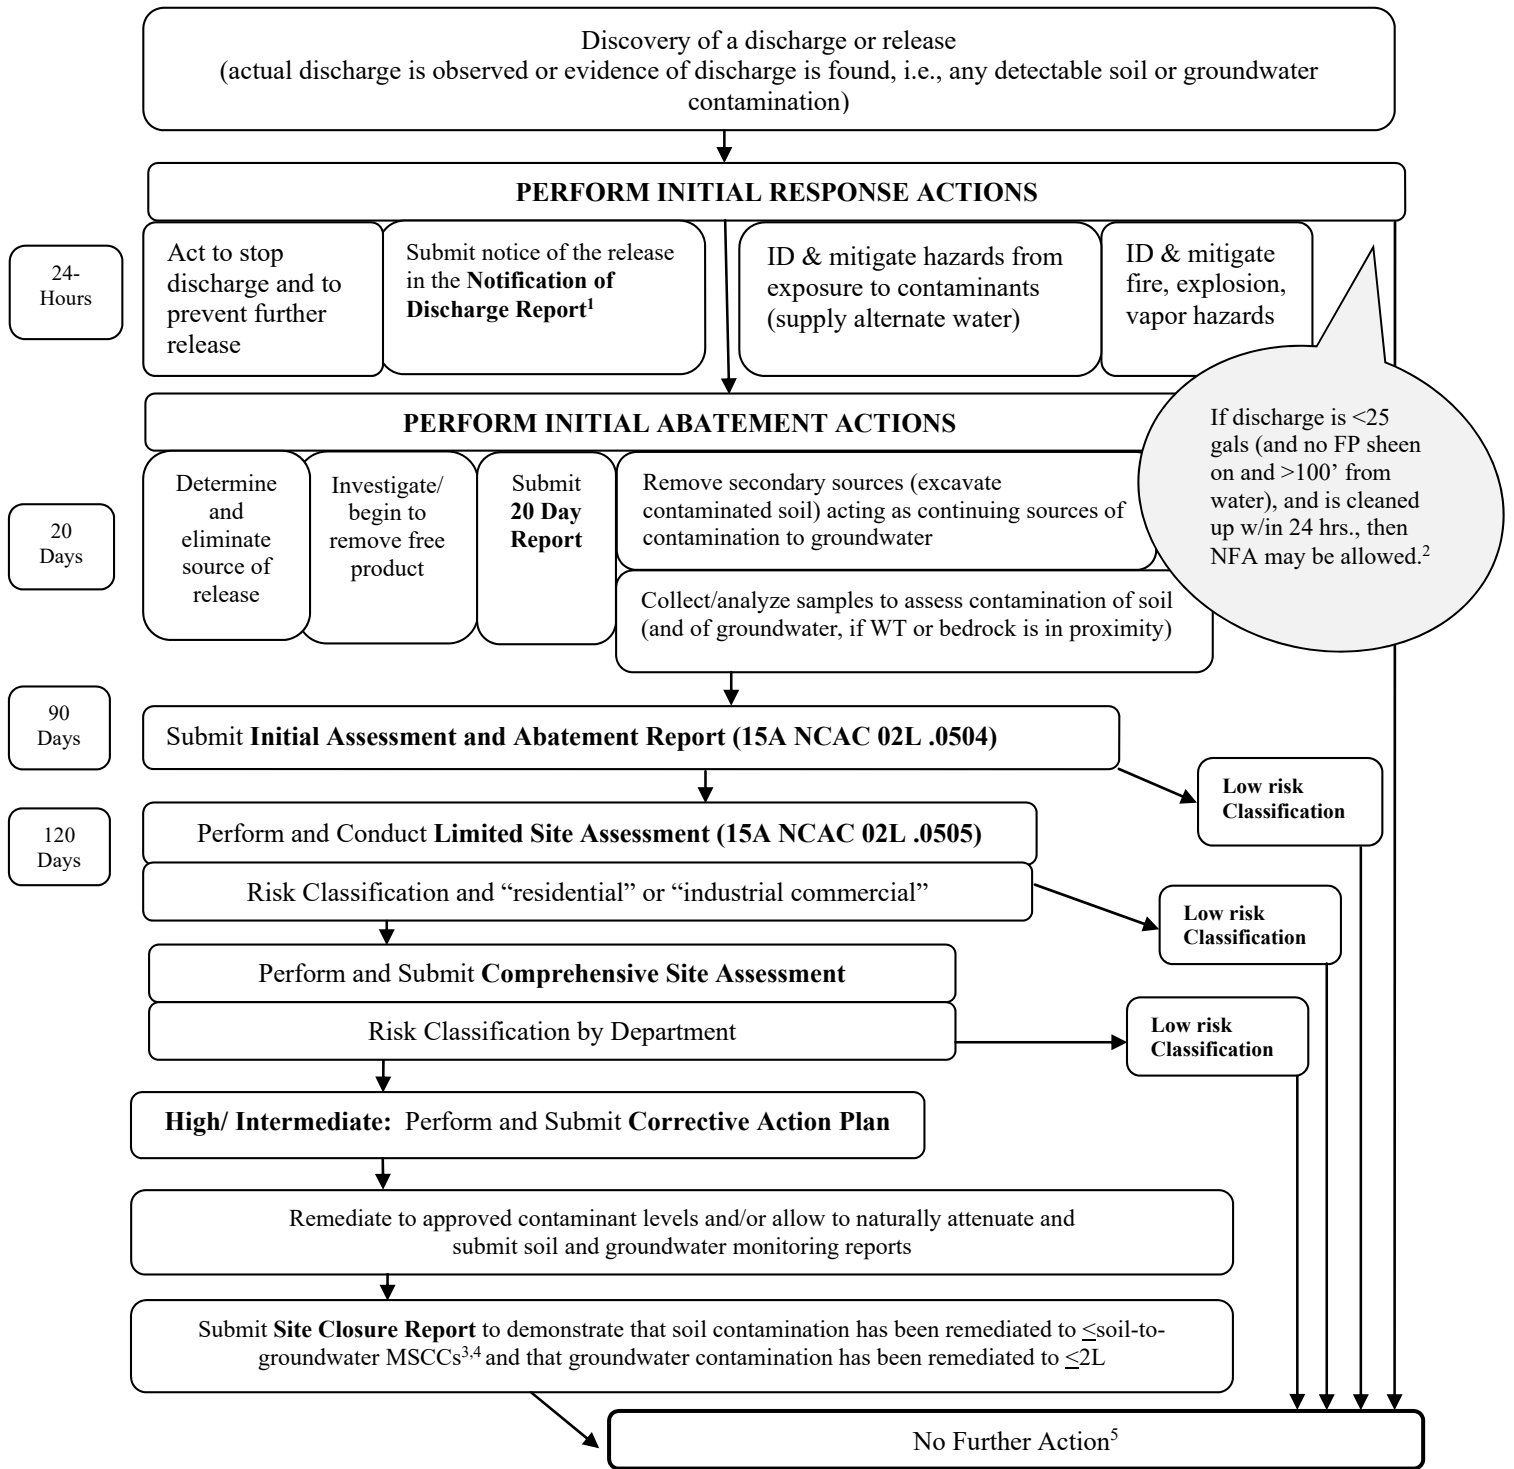 Discovery of a discharge or release
(actual discharge is observed or evidence of discharge is found, i.e., any detectable soil or groundwater
contamination)
PERFORM INITIAL RESPONSE ACTIONS
24-
Hours
Act to stop
discharge and to
prevent further
release
Submit notice of the release
in the Notification of
Discharge Report¹
ID & mitigate hazards from
exposure to contaminants
(supply alternate water)
ID & mitigate
fire, explosion,
vapor hazards
If discharge is <25
gals (and no FP sheen
on and >100’ from
water), and is cleaned
up w/in 24 hrs., then
NFA may be allowed.²
PERFORM INITIAL ABATEMENT ACTIONS
20
Days
Determine
and
eliminate
source of
release
Investigate/
begin to
remove free
product
Submit
20 Day
Report
Remove secondary sources (excavate
contaminated soil) acting as continuing sources of
contamination to groundwater
Collect/analyze samples to assess contamination of soil
(and of groundwater, if WT or bedrock is in proximity)
90
Days
Submit Initial Assessment and Abatement Report (15A NCAC 02L .0504)
Low risk
Classification
120
Days
Perform and Conduct Limited Site Assessment (15A NCAC 02L .0505)
Risk Classification and “residential” or “industrial commercial”
Low risk
Classification
Perform and Submit Comprehensive Site Assessment
Risk Classification by Department
Low risk
Classification
High/ Intermediate: Perform and Submit Corrective Action Plan
Remediate to approved contaminant levels and/or allow to naturally attenuate and
submit soil and groundwater monitoring reports
Submit Site Closure Report to demonstrate that soil contamination has been remediated to ≤soil-to-
groundwater MSCCs³,⁴ and that groundwater contamination has been remediated to ≤2L
No Further Action⁵